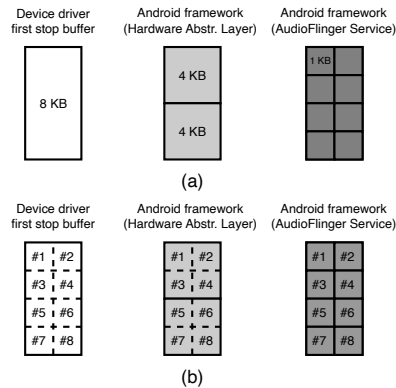 Device driver
first stop buffer
Android framework
(Hardware Abstr. Layer)
Android framework
(AudioFlinger Service)
8 KB
4 KB
4 KB
1 KB
(a)
Device driver
first stop buffer
Android framework
(Hardware Abstr. Layer)
Android framework
(AudioFlinger Service)
#1 #2
#3 #4
#5 #6
#7 #8
#1 #2
#3 #4
#5 #6
#7 #8
#1 #2
#3 #4
#5 #6
#7 #8
(b)